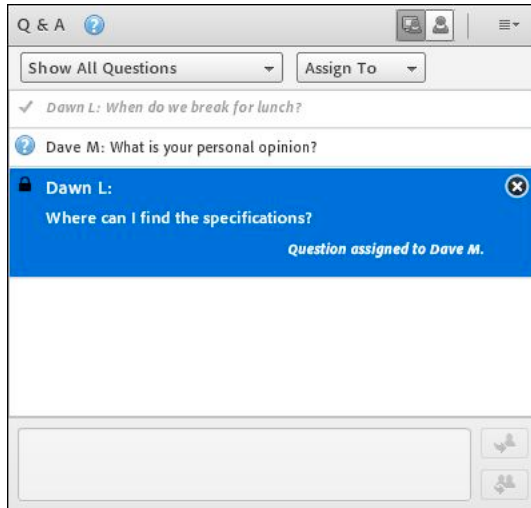 Q & A
Show All Questions
Assign To
Dawn L: When do we break for lunch?
Dave M: What is your personal opinion?
Dawn L:
Where can I find the specifications?
Question assigned to Dave M.